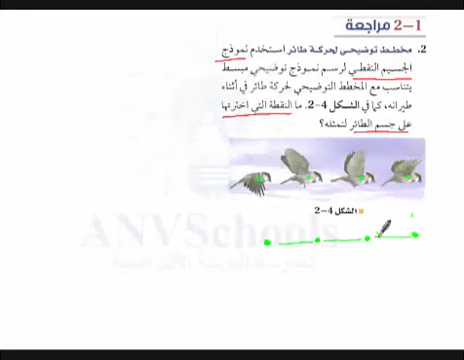 2-1 مراجعة
2. مخطط توضيحي لحركة طائر استخدم نموذج
الجسيم النقطي لرسم نموذج توضيحي مبسط
يتناسب مع المخطط التوضيحي لحركة طائر في أثناء
طيرانه، كما في الشكل 4-2. ما النقطة التي اخترتها
على جسم الطائر لتمثله؟
الشكل 4-2
ANVSchools